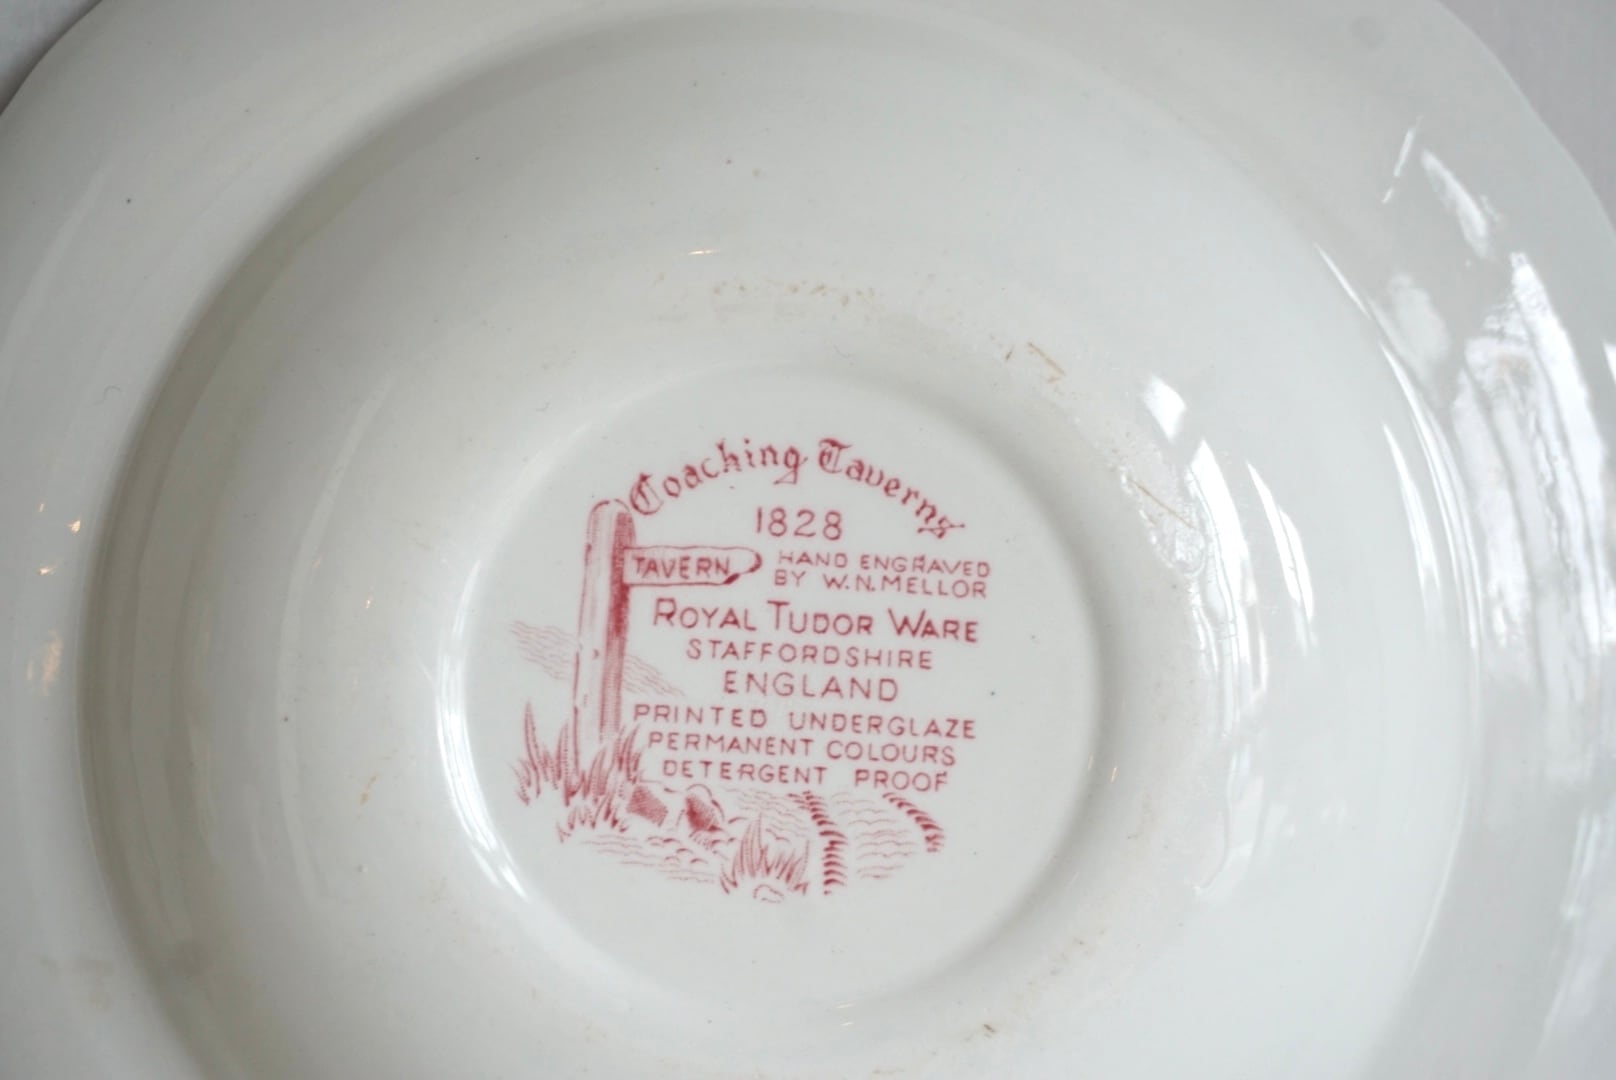 Coaching Taverns
1828
TAVERN
HAND ENGRAVED
BY W.N. MELLOR
ROYAL TUDOR WARE
STAFFORDSHIRE
ENGLAND
PRINTED UNDERGLAZE
PERMANENT COLOURS
DETERGENT PROOF